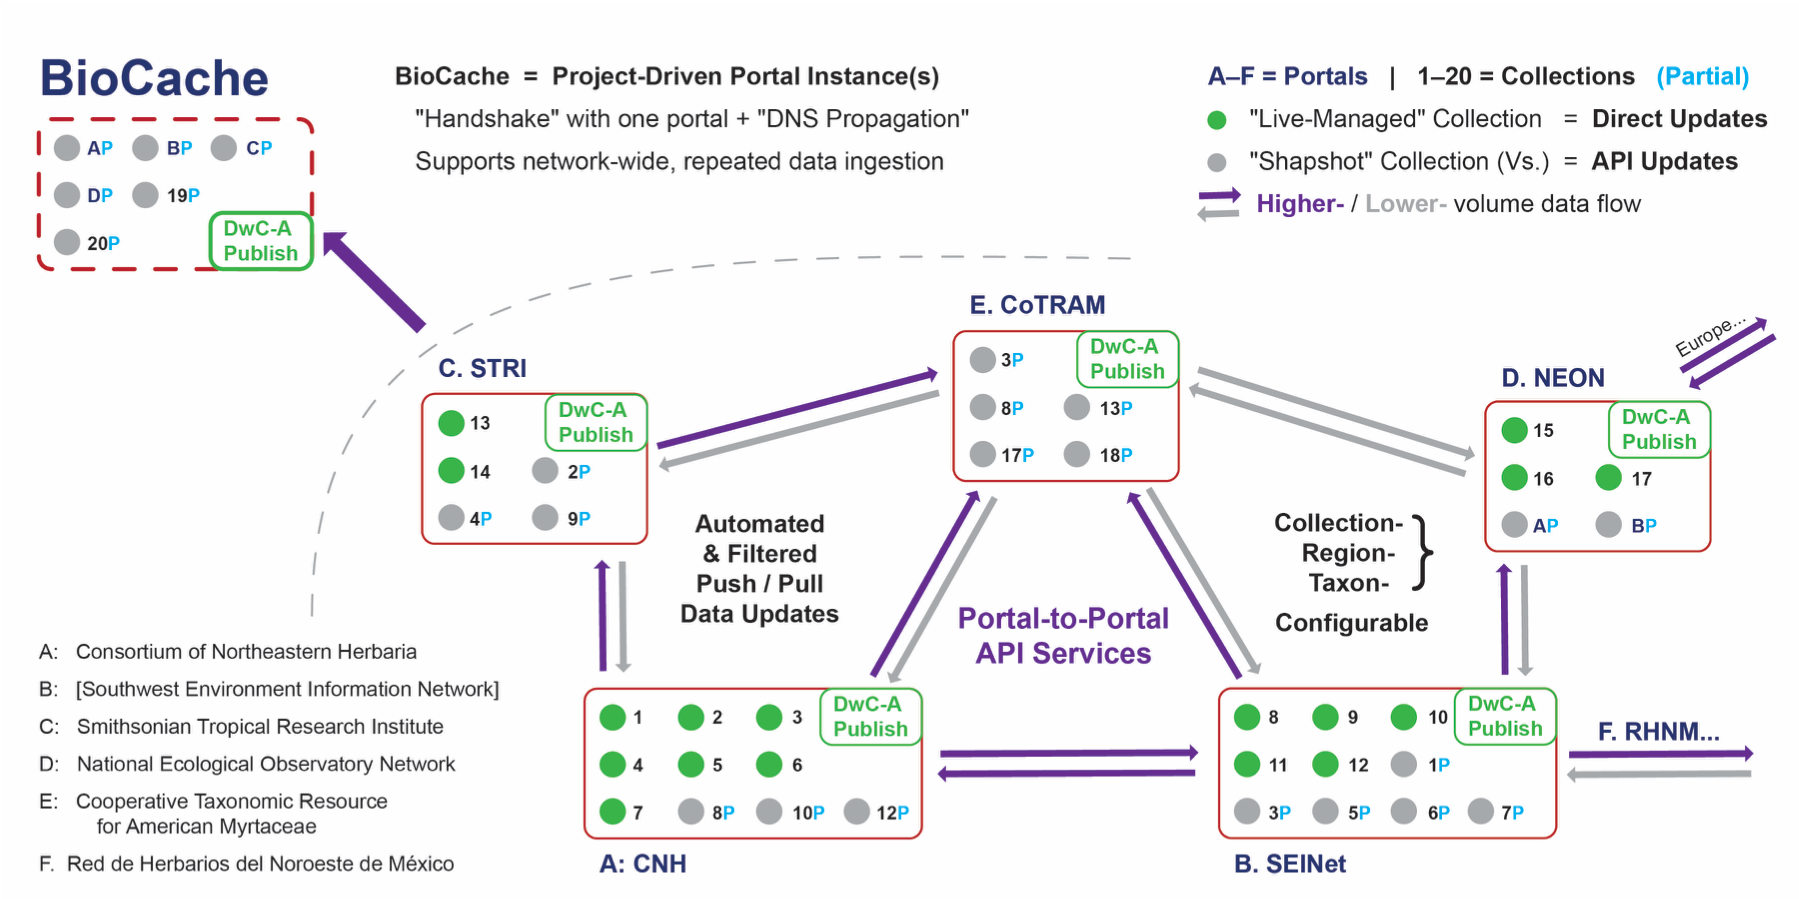 BioCache
AP BP CP
DP 19P
20P
DwC-A
Publish
BioCache = Project-Driven Portal Instance(s)
"Handshake" with one portal + "DNS Propagation"
Supports network-wide, repeated data ingestion
A–F = Portals | 1–20 = Collections (Partial)
"Live-Managed" Collection = Direct Updates
"Shapshot" Collection (Vs.) = API Updates
Higher- / Lower- volume data flow
C. STRI
13
DwC-A
Publish
14 2P
4P 9P
E. CoTRAM
3P
DwC-A
Publish
8P 13P
17P 18P
Europe...
D. NEON
15
DwC-A
Publish
16 17
AP BP
Automated
& Filtered
Push / Pull
Data Updates
Portal-to-Portal
API Services
Collection-
Region-
Taxon-
}
Configurable
1 2 3
DwC-A
Publish
4 5 6
7 8P 10P 12P
A: CNH
8 9 10
DwC-A
Publish
11 12 1P
3P 5P 6P 7P
B. SEINet
F. RHNM...
A: Consortium of Northeastern Herbaria
B: [Southwest Environment Information Network]
C: Smithsonian Tropical Research Institute
D: National Ecological Observatory Network
E: Cooperative Taxonomic Resource
for American Myrtaceae
F. Red de Herbarios del Noroeste de México